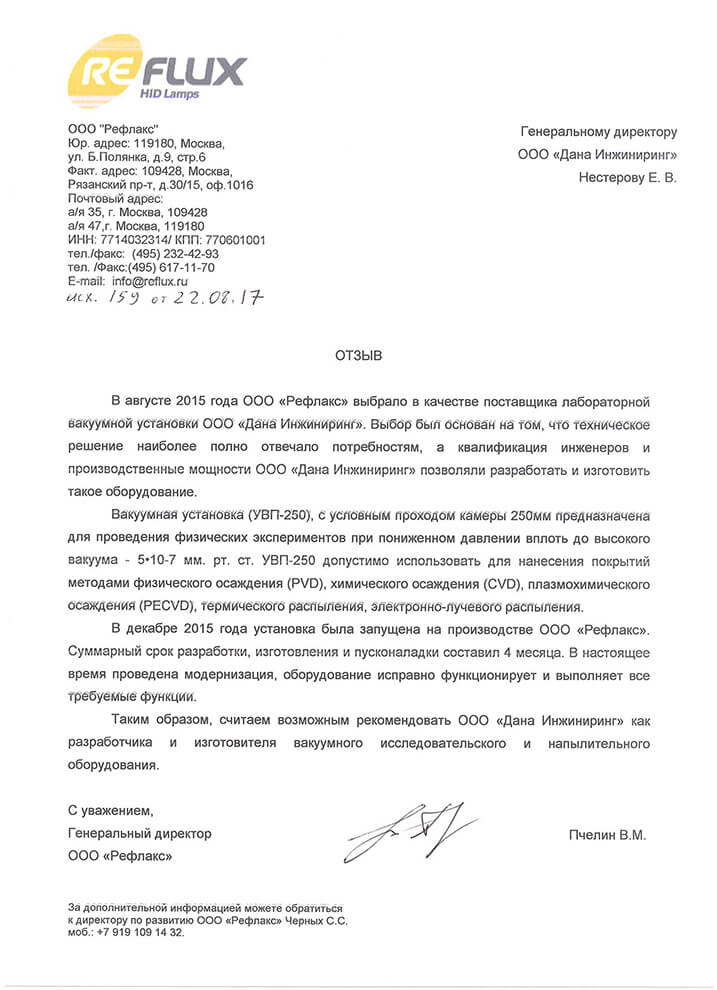 REFLUX
HID Lamps
ООО "Рефлакс"
Юр. адрес: 119180, Москва,
ул. Б.Полянка, д.9, стр.6
Факт. адрес: 109428, Москва,
Рязанский пр-т, д.30/15, оф.1016
Почтовый адрес:
а/я 35, г. Москва, 109428
а/я 47,г. Москва, 119180
ИНН: 7714032314/ КПП: 770601001
тел./факс: (495) 232-42-93
тел. /Факс:(495) 617-11-70
E-mail: info@reflux.ru
исх. 159 от 22.08.17
Генеральному директору
ООО «Дана Инжиниринг»
Нестерову Е. В.
ОТЗЫВ
В августе 2015 года ООО «Рефлакс» выбрало в качестве поставщика лабораторной
вакуумной установки ООО «Дана Инжиниринг». Выбор был основан на том, что техническое
решение наиболее полно отвечало потребностям, а квалификация инженеров и
производственные мощности ООО «Дана Инжиниринг» позволяли разработать и изготовить
такое оборудование.
Вакуумная установка (УВП-250), с условным проходом камеры 250мм предназначена
для проведения физических экспериментов при пониженном давлении вплоть до высокого
вакуума - 5•10-7 мм. рт. ст. УВП-250 допустимо использовать для нанесения покрытий
методами физического осаждения (PVD), химического осаждения (CVD), плазмохимического
осаждения (PECVD), термического распыления, электронно-лучевого распыления.
В декабре 2015 года установка была запущена на производстве ООО «Рефлакс».
Суммарный срок разработки, изготовления и пусконаладки составил 4 месяца. В настоящее
время проведена модернизация, оборудование исправно функционирует и выполняет все
требуемые функции.
Таким образом, считаем возможным рекомендовать ООО «Дана Инжиниринг» как
разработчика и изготовителя вакуумного исследовательского и напылительного
оборудования.
С уважением,
Генеральный директор
ООО «Рефлакс»
Пчелин В.М.
За дополнительной информацией можете обратиться
к директору по развитию ООО «Рефлакс» Черных С.С.
моб.: +7 919 109 14 32.